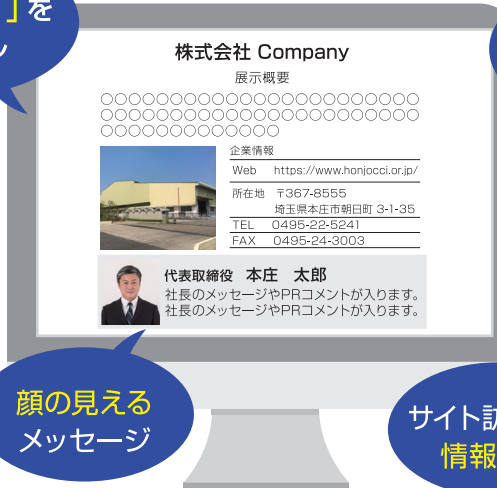 」を
株式会社 Company
展示概要
○○○○○○○○○○○○○○○○○○○○○○○
○○○○○○○○○○○○○○○○○○○○○○○
○○○○○○○○○○○○○
企業情報
Web https://www.honjocci.or.jp/
所在地 〒367-8555
埼玉県本庄市朝日町 3-1-35
TEL 0495-22-5241
FAX 0495-24-3003
代表取締役 本庄 太郎
社長のメッセージやPRコメントが入ります。
社長のメッセージやPRコメントが入ります。
顔の見える
メッセージ
サイト訪
情報